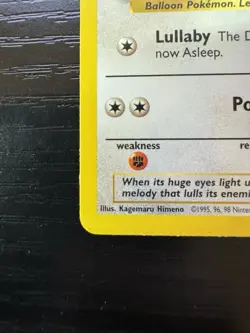 Balloon Pokémon. Le
Lullaby The D
now Asleep.
Po
weakness
re
When its huge eyes light u
melody that lulls its enemi
Illus. Kagemaru Himeno ©1995, 96, 98 Ninte